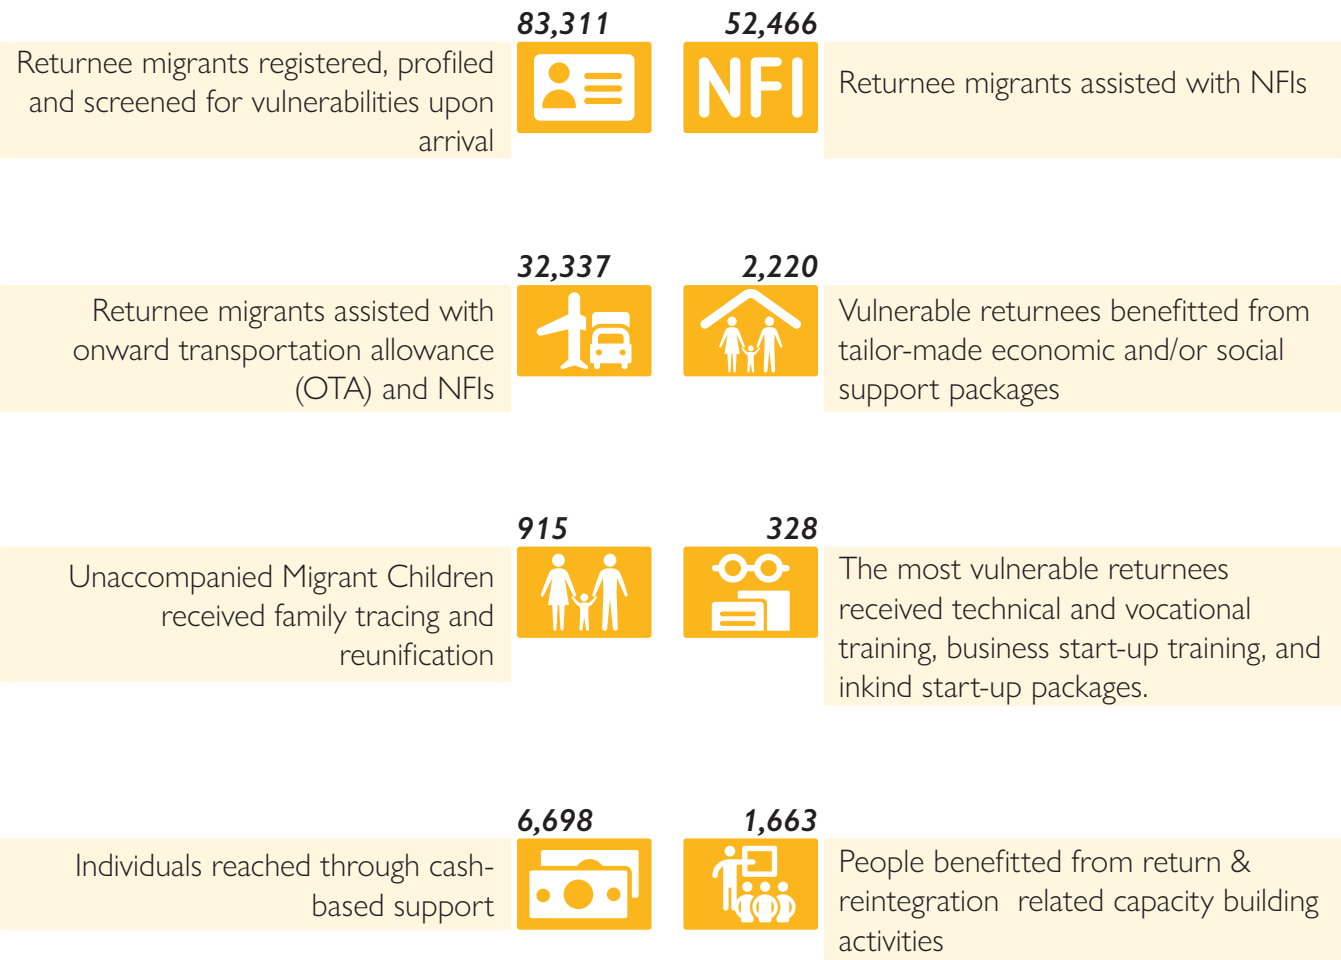 83,311
Returnee migrants registered, profiled
and screened for vulnerabilities upon
arrival
52,466
NFI
Returnee migrants assisted with NFIs
32,337
Returnee migrants assisted with
onward transportation allowance
(OTA) and NFIs
2,220
Vulnerable returnees benefitted from
tailor-made economic and/or social
support packages
915
Unaccompanied Migrant Children
received family tracing and
reunification
328
The most vulnerable returnees
received technical and vocational
training, business start-up training, and
inkind start-up packages.
6,698
Individuals reached through cash-
based support
1,663
People benefitted from return &
reintegration  related capacity building
activities